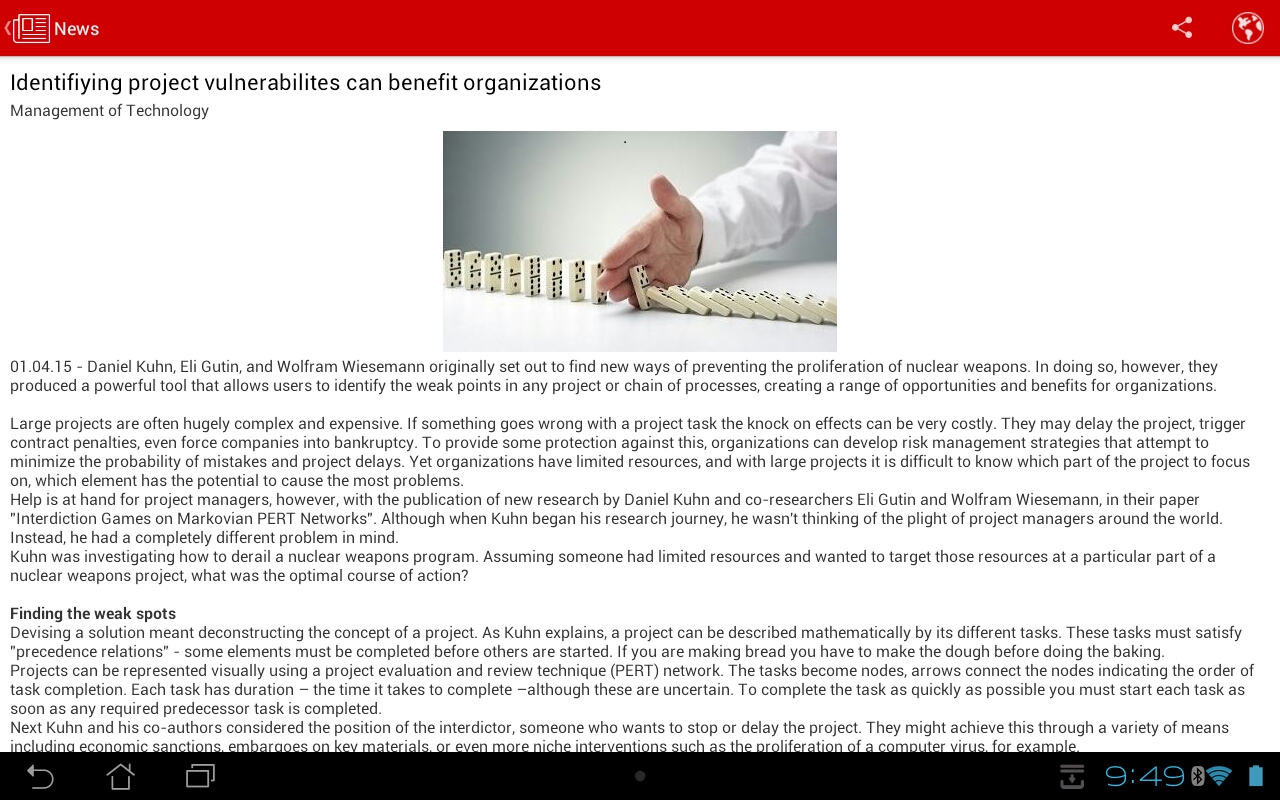 News
Identifiying project vulnerabilites can benefit organizations
Management of Technology
01.04.15 - Daniel Kuhn, Eli Gutin, and Wolfram Wiesemann originally set out to find new ways of preventing the proliferation of nuclear weapons. In doing so, however, they
produced a powerful tool that allows users to identify the weak points in any project or chain of processes, creating a range of opportunities and benefits for organizations.
Large projects are often hugely complex and expensive. If something goes wrong with a project task the knock on effects can be very costly. They may delay the project, trigger
contract penalties, even force companies into bankruptcy. To provide some protection against this, organizations can develop risk management strategies that attempt to
minimize the probability of mistakes and project delays. Yet organizations have limited resources, and with large projects it is difficult to know which part of the project to focus
on, which element has the potential to cause the most problems.
Help is at hand for project managers, however, with the publication of new research by Daniel Kuhn and co-researchers Eli Gutin and Wolfram Wiesemann, in their paper
"Interdiction Games on Markovian PERT Networks". Although when Kuhn began his research journey, he wasn't thinking of the plight of project managers around the world.
Instead, he had a completely different problem in mind.
Kuhn was investigating how to derail a nuclear weapons program. Assuming someone had limited resources and wanted to target those resources at a particular part of a
nuclear weapons project, what was the optimal course of action?
Finding the weak spots
Devising a solution meant deconstructing the concept of a project. As Kuhn explains, a project can be described mathematically by its different tasks. These tasks must satisfy
"precedence relations" - some elements must be completed before others are started. If you are making bread you have to make the dough before doing the baking.
Projects can be represented visually using a project evaluation and review technique (PERT) network. The tasks become nodes, arrows connect the nodes indicating the order of
task completion. Each task has duration – the time it takes to complete –although these are uncertain. To complete the task as quickly as possible you must start each task as
soon as any required predecessor task is completed.
Next Kuhn and his co-authors considered the position of the interdictor, someone who wants to stop or delay the project. They might achieve this through a variety of means
including economic sanctions, embargoes on key materials, or even more niche interventions such as the proliferation of a computer virus, for example.
9:49